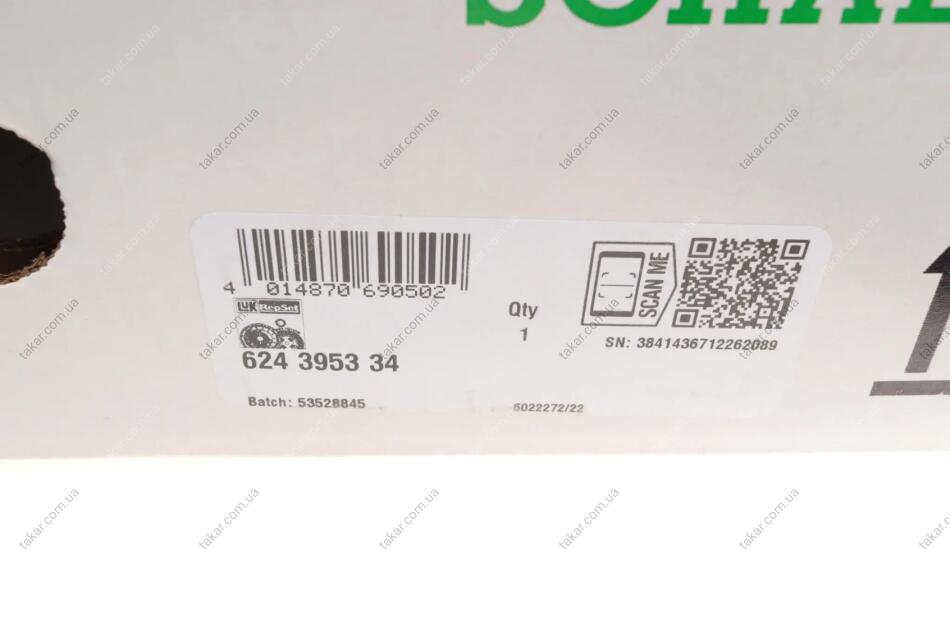 SCHAE
4 014870 690502
LuK RepSet
624 3953 34
Qty
1
SCAN ME
SN: 3841436712262089
Batch: 53528845
6022272/22
takar.com.ua